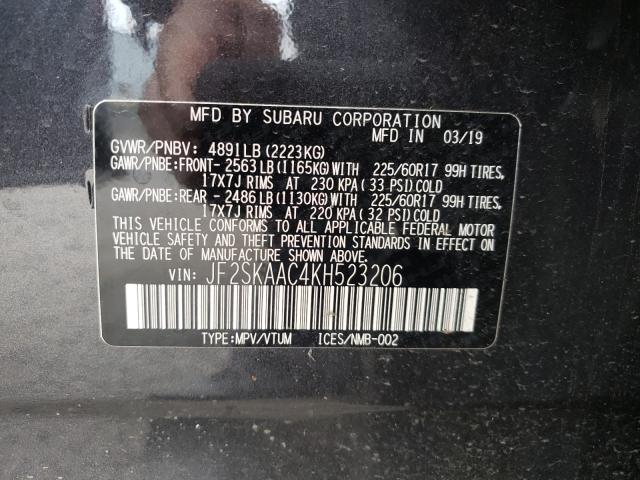 MFD BY SUBARU CORPORATION
MFD IN 03/19
GVWR/PNBV: 4891LB (2223KG)
GAWR/PNBE:FRONT- 2563LB(1165KG)WITH 225/60R17 99H TIRES,
17X7J RIMS AT 230 KPA (33 PSI)COLD
GAWR/PNBE:REAR - 2486LB(1130KG)WITH 225/60R17 99H TIRES,
17X7J RIMS AT 220 KPA (32 PSI)COLD
THIS VEHICLE CONFORMS TO ALL APPLICABLE FEDERAL MOTOR
VEHICLE SAFETY AND THEFT PREVENTION STANDARDS IN EFFECT
ON THE DATE OF MANUFACTURE SHOWN ABOVE.
VIN: JF2SKAAC4KH523206
TYPE:MPV/VTUM ICES/NMB-002